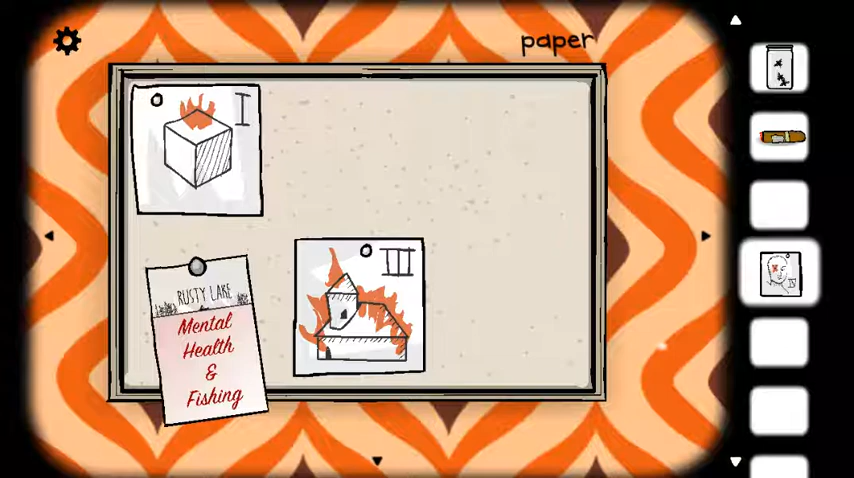 paper
I
III
RUSTY LAKE
Mental
Health
&
Fishing
IV